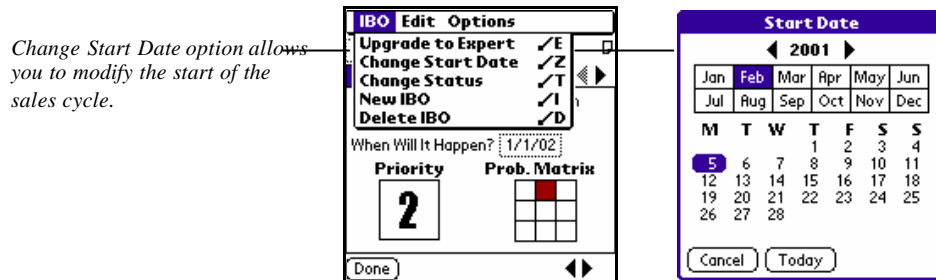 Change Start Date option allows
you to modify the start of the
sales cycle.
IBO Edit Options
Upgrade to Expert /E
Change Start Date /Z
Change Status /T
New IBO /I
Delete IBO /D
When Will It Happen? 1/1/02
Priority Prob. Matrix
2
Done
Start Date
2001
Jan Feb Mar Apr May Jun
Jul Aug Sep Oct Nov Dec
M T W T F S S
1 2 3 4
5 6 7 8 9 10 11
12 13 14 15 16 17 18
19 20 21 22 23 24 25
26 27 28
Cancel Today